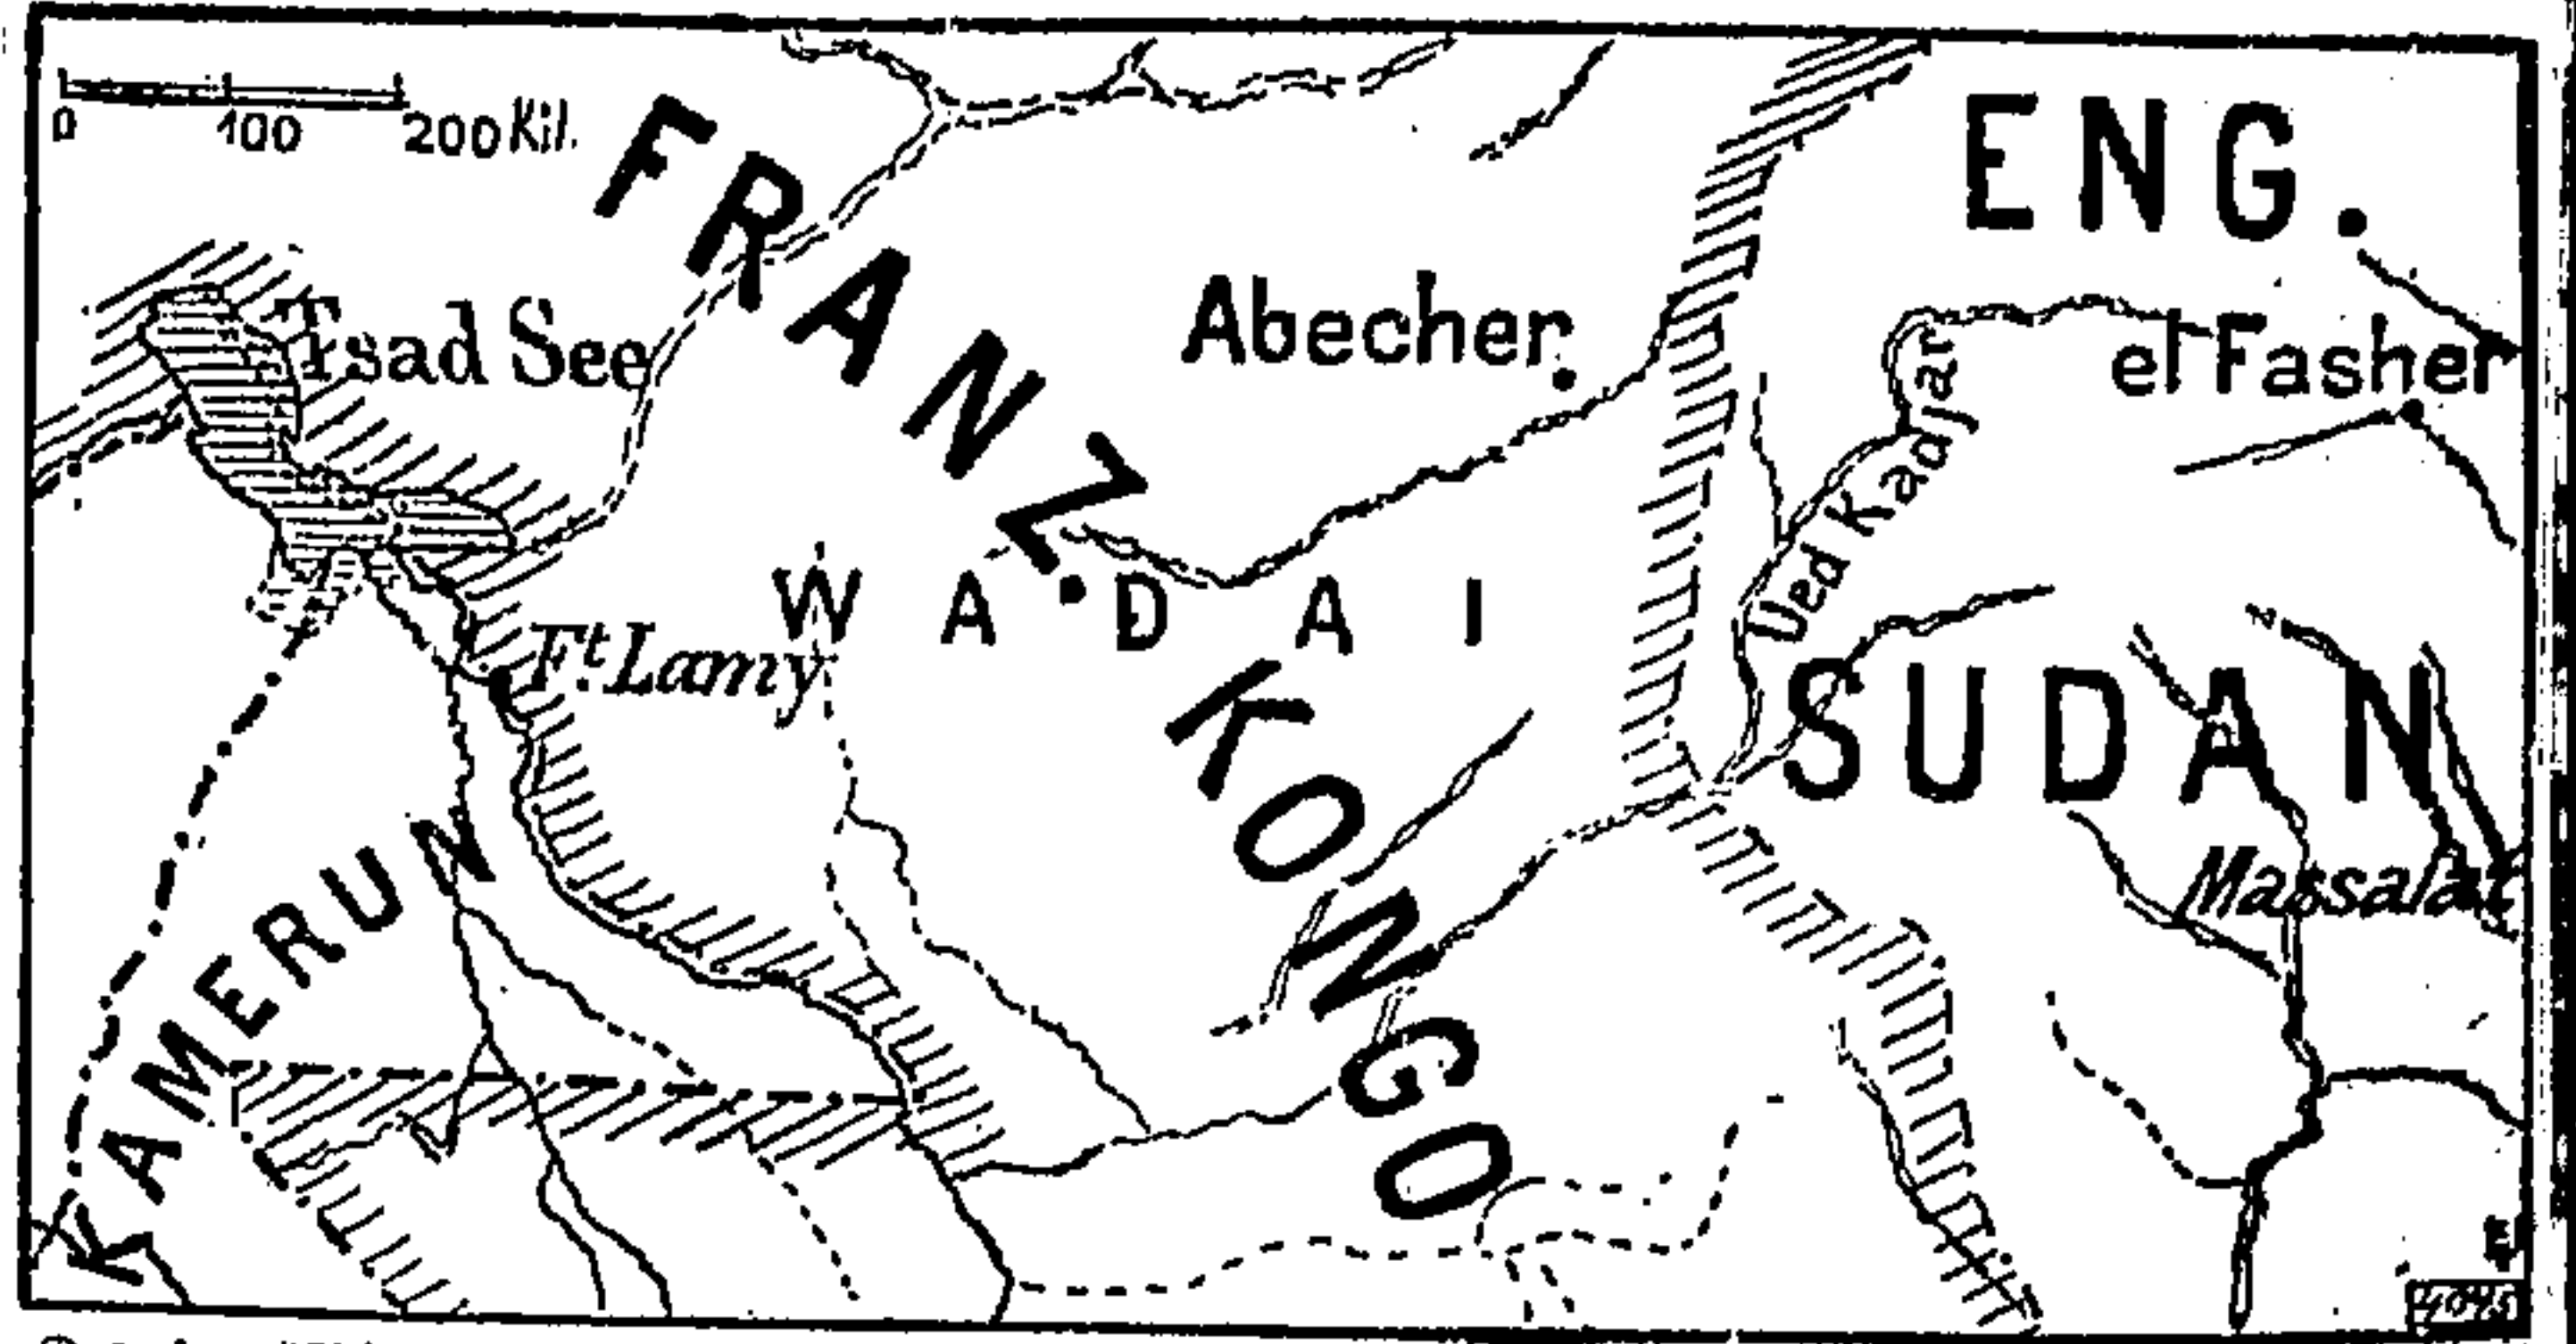 0 100 200 Kil.
FRANZ. KONGO
ENG. SUDAN
Tsad See
Abecher
el Fasher
Ued Kadjar
WADAI
Ft. Lamy
KAMERUN
Massalat
4045